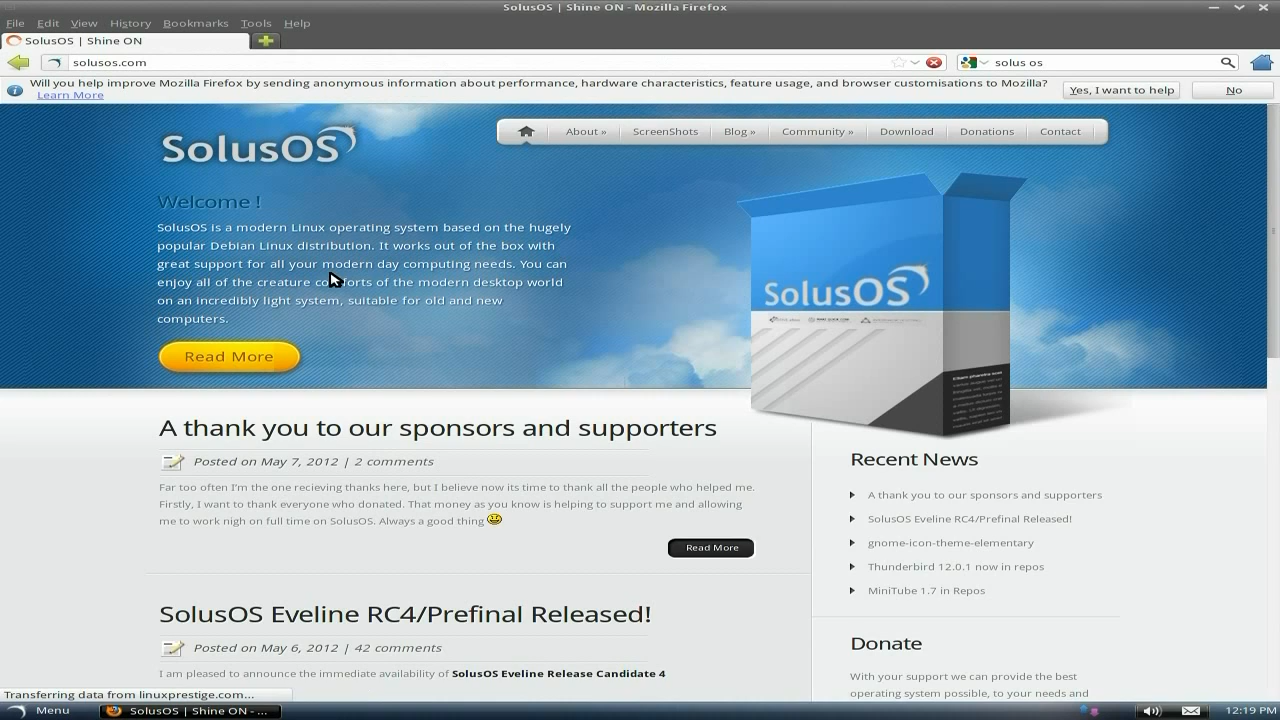 SolusOS | Shine ON - Mozilla Firefox
File Edit View History Bookmarks Tools Help
SolusOS | Shine ON
solusos.com
solus os
Will you help improve Mozilla Firefox by sending anonymous information about performance, hardware characteristics, feature usage, and browser customisations to Mozilla?
Learn More
Yes, I want to help
No
SolusOS
About »
ScreenShots
Blog »
Community »
Download
Donations
Contact
Welcome !
SolusOS is a modern Linux operating system based on the hugely
popular Debian Linux distribution. It works out of the box with
great support for all your modern day computing needs. You can
enjoy all of the creature comforts of the modern desktop world
on an incredibly light system, suitable for old and new
computers.
Read More
SolusOS
A thank you to our sponsors and supporters
Posted on May 7, 2012 | 2 comments
Far too often I'm the one recieving thanks here, but I believe now its time to thank all the people who helped me.
Firstly, I want to thank everyone who donated. That money as you know is helping to support me and allowing
me to work nigh on full time on SolusOS. Always a good thing
Read More
SolusOS Eveline RC4/Prefinal Released!
Posted on May 6, 2012 | 42 comments
I am pleased to announce the immediate availability of SolusOS Eveline Release Candidate 4
Recent News
A thank you to our sponsors and supporters
SolusOS Eveline RC4/Prefinal Released!
gnome-icon-theme-elementary
Thunderbird 12.0.1 now in repos
MiniTube 1.7 in Repos
Donate
With your support we can provide the best
operating system possible, to your needs and
Transferring data from linuxprestige.com...
Menu
SolusOS | Shine ON - ...
12:19 PM